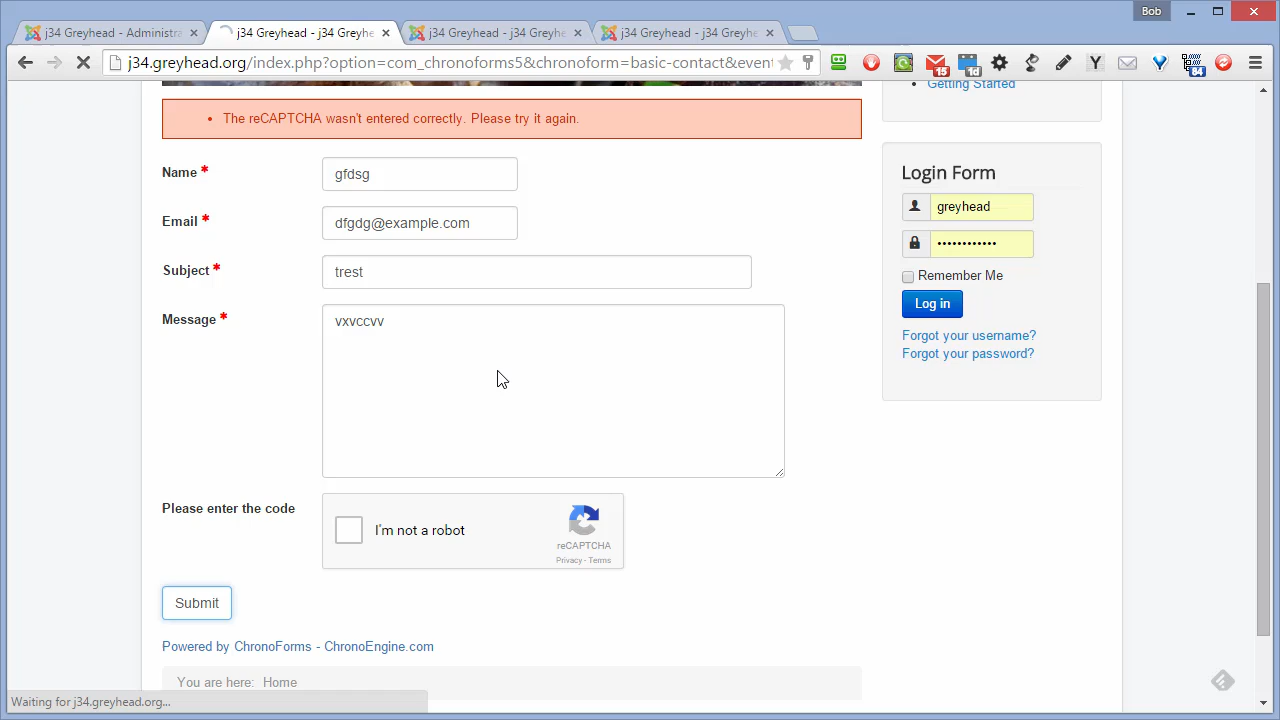 Bob
j34 Greyhead - Administra
j34 Greyhead - j34 Greyhe
j34 Greyhead - j34 Greyhe
j34 Greyhead - j34 Greyhe
j34.greyhead.org/index.php?option=com_chronoforms5&chronoform=basic-contact&event
15
1d
Y
84
Getting Started
The reCAPTCHA wasn't entered correctly. Please try it again.
Name *
gfdsg
Email *
dfgdg@example.com
Subject *
trest
Message *
vxvccvv
Login Form
greyhead
••••••••••••
Remember Me
Log in
Forgot your username?
Forgot your password?
Please enter the code
I'm not a robot
reCAPTCHA
Privacy - Terms
Submit
Powered by ChronoForms - ChronoEngine.com
You are here: Home
Waiting for j34.greyhead.org...